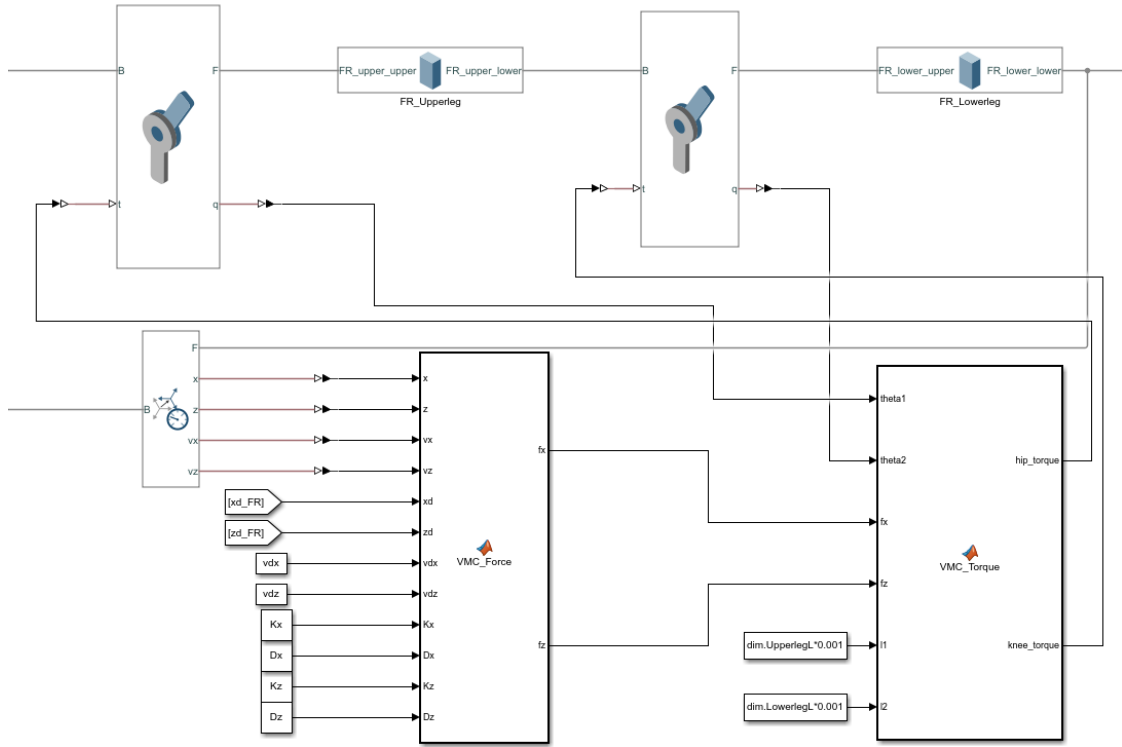 B
F
t
q
FR_upper_upper
FR_upper_lower
FR_Upperleg
B
F
t
q
FR_lower_upper
FR_lower_lower
FR_Lowerleg
B
F
x
z
vx
vz
[xd_FR]
[zd_FR]
vdx
vdz
Kx
Dx
Kz
Dz
x
z
vx
vz
xd
zd
vdx
vdz
Kx
Dx
Kz
Dz
VMC_Force
fx
fz
dim.UpperlegL*0.001
dim.LowerlegL*0.001
theta1
theta2
fx
fz
l1
l2
VMC_Torque
hip_torque
knee_torque